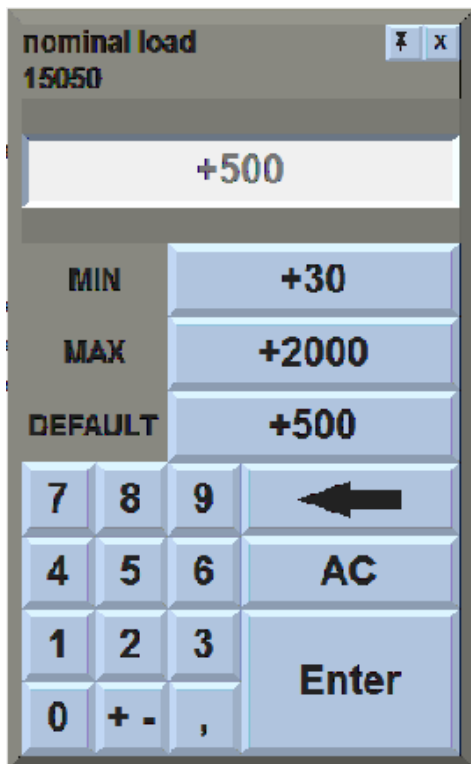 nominal load
15050
x
+500
MIN +30
MAX +2000
DEFAULT +500
7 8 9
4 5 6 AC
1 2 3
Enter
0 + - ,